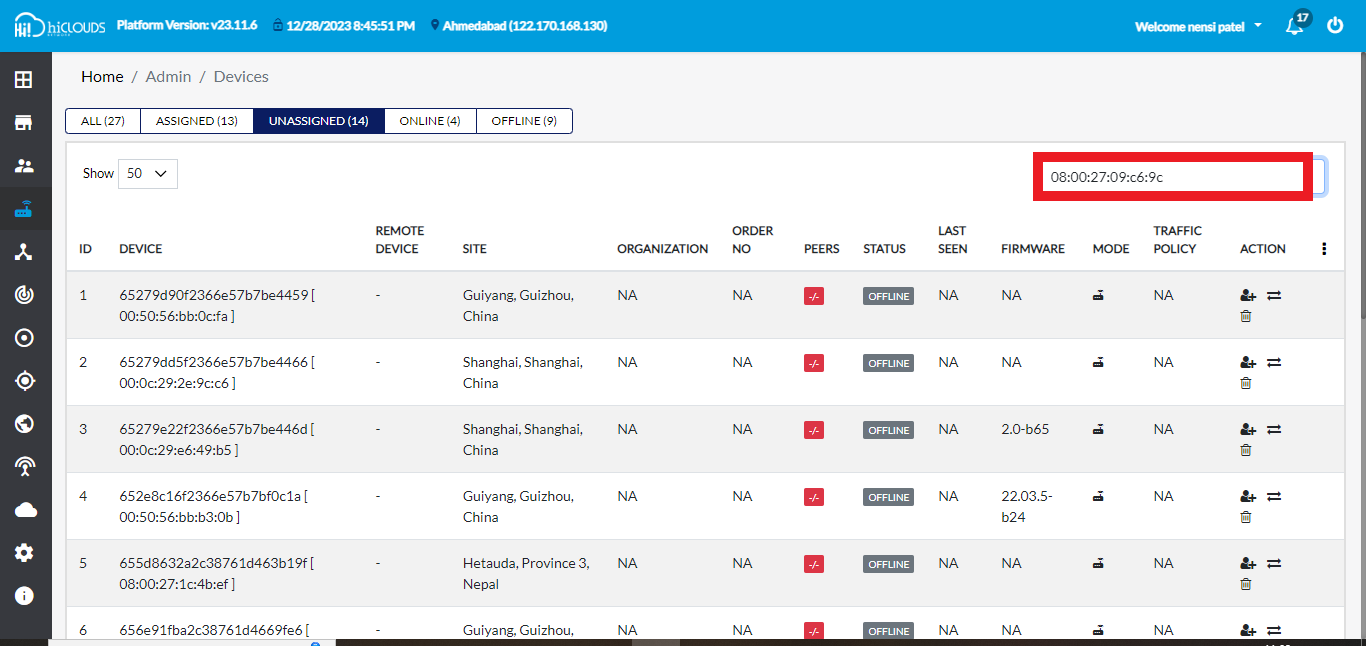 Hi! hiCLOUDS NETWORK Platform Version: v23.11.6 12/28/2023 8:45:51 PM Ahmedabad (122.170.168.130) Welcome nensi patel 17
Home / Admin / Devices
ALL (27) ASSIGNED (13) UNASSIGNED (14) ONLINE (4) OFFLINE (9)
Show 50 08:00:27:09:c6:9c
ID DEVICE REMOTE DEVICE SITE ORGANIZATION ORDER NO PEERS STATUS LAST SEEN FIRMWARE MODE TRAFFIC POLICY ACTION
1 65279d90f2366e57b7be4459 [ - Guiyang, Guizhou, NA NA -/- OFFLINE NA NA NA
00:50:56:bb:0c:fa ] China
2 65279dd5f2366e57b7be4466 [ - Shanghai, Shanghai, NA NA -/- OFFLINE NA NA NA
00:0c:29:2e:9c:c6 ] China
3 65279e22f2366e57b7be446d [ - Shanghai, Shanghai, NA NA -/- OFFLINE NA 2.0-b65 NA
00:0c:29:e6:49:b5 ] China
4 652e8c16f2366e57b7bf0c1a [ - Guiyang, Guizhou, NA NA -/- OFFLINE NA 22.03.5- NA
00:50:56:bb:b3:0b ] China b24
5 655d8632a2c38761d463b19f [ - Hetauda, Province 3, NA NA -/- OFFLINE NA NA NA
08:00:27:1c:4b:ef ] Nepal
6 656e91fba2c38761d4669fe6 [ - Guiyang, Guizhou, NA NA -/- OFFLINE NA NA NA